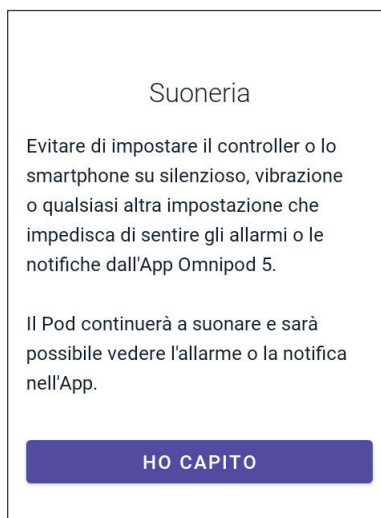 Suoneria
Evitare di impostare il controller o lo
smartphone su silenzioso, vibrazione
o qualsiasi altra impostazione che
impedisca di sentire gli allarmi o le
notifiche dall'App Omnipod 5.
Il Pod continuerà a suonare e sarà
possibile vedere l'allarme o la notifica
nell'App.
HO CAPITO